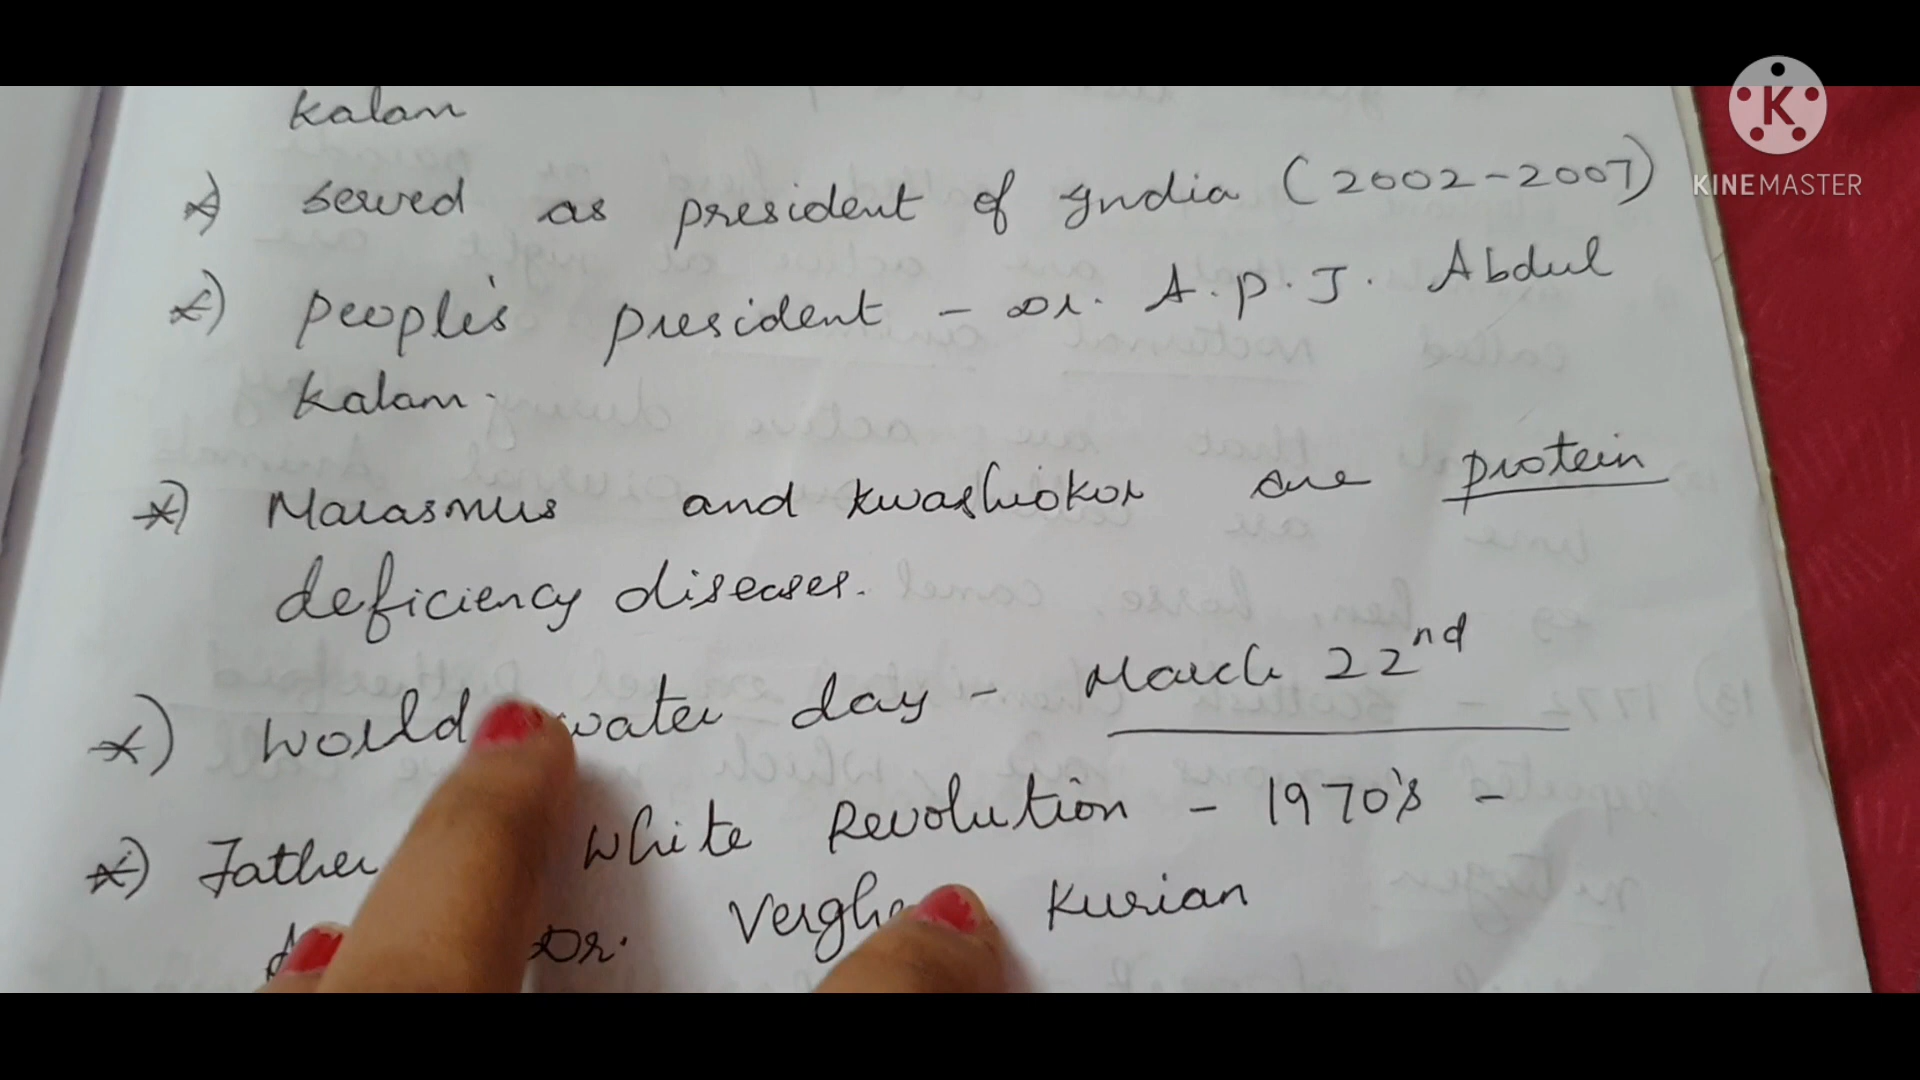 Kalam
*) Served as president of India (2002-2007)
*) People's president - Dr. A.P.J. Abdul
Kalam.
*) Marasmus and kwashiokor are protein
deficiency diseases.
*) World water day - March 22nd
*) Father White Revolution - 1970's -
Dr. Kurian
K
KINEMASTER